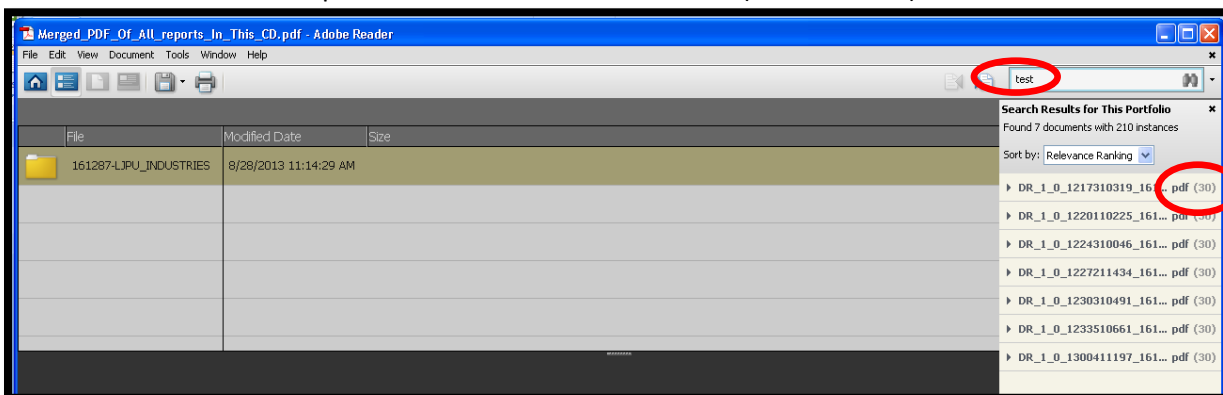 Merged_PDF_Of_All_reports_In_This_CD.pdf - Adobe Reader
File Edit View Document Tools Window Help
test
Search Results for This Portfolio
Found 7 documents with 210 instances
Sort by: Relevance Ranking
File Modified Date Size
161287-LJPU_INDUSTRIES 8/28/2013 11:14:29 AM
DR_1_0_1217310319_161... pdf (30)
DR_1_0_1220110225_161... pdf (30)
DR_1_0_1224310046_161... pdf (30)
DR_1_0_1227211434_161... pdf (30)
DR_1_0_1230310491_161... pdf (30)
DR_1_0_1233510661_161... pdf (30)
DR_1_0_1300411197_161... pdf (30)